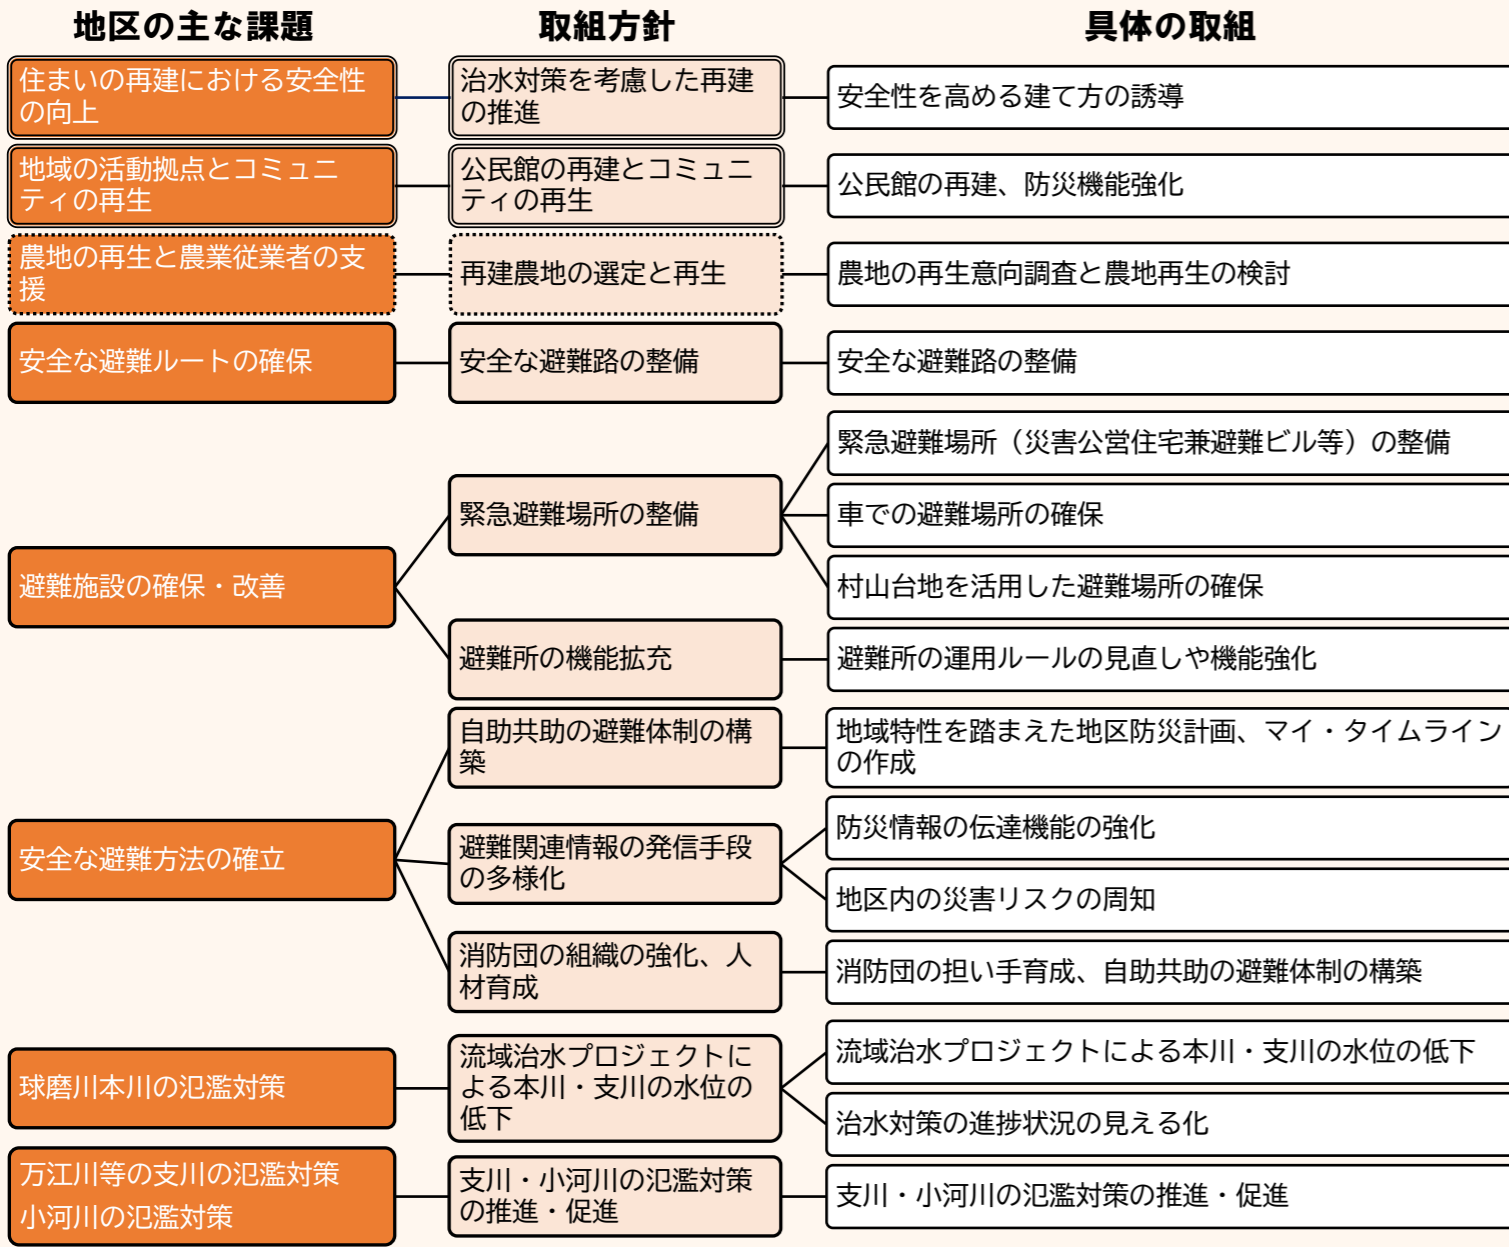 地区の主な課題
取組方針
具体の取組
住まいの再建における安全性
の向上
治水対策を考慮した再建
の推進
安全性を高める建て方の誘導
地域の活動拠点とコミュニ
ティの再生
公民館の再建とコミュニ
ティの再生
公民館の再建、防災機能強化
農地の再生と農業従業者の支
援
再建農地の選定と再生
農地の再生意向調査と農地再生の検討
安全な避難ルートの確保
安全な避難路の整備
安全な避難路の整備
避難施設の確保・改善
緊急避難場所の整備
緊急避難場所（災害公営住宅兼避難ビル等）の整備
車での避難場所の確保
村山台地を活用した避難場所の確保
避難所の機能拡充
避難所の運用ルールの見直しや機能強化
安全な避難方法の確立
自助共助の避難体制の構
築
地域特性を踏まえた地区防災計画、マイ・タイムライン
の作成
避難関連情報の発信手段
の多様化
防災情報の伝達機能の強化
地区内の災害リスクの周知
消防団の組織の強化、人
材育成
消防団の担い手育成、自助共助の避難体制の構築
球磨川本川の氾濫対策
流域治水プロジェクトに
よる本川・支川の水位の
低下
流域治水プロジェクトによる本川・支川の水位の低下
治水対策の進捗状況の見える化
万江川等の支川の氾濫対策
小河川の氾濫対策
支川・小河川の氾濫対策
の推進・促進
支川・小河川の氾濫対策の推進・促進